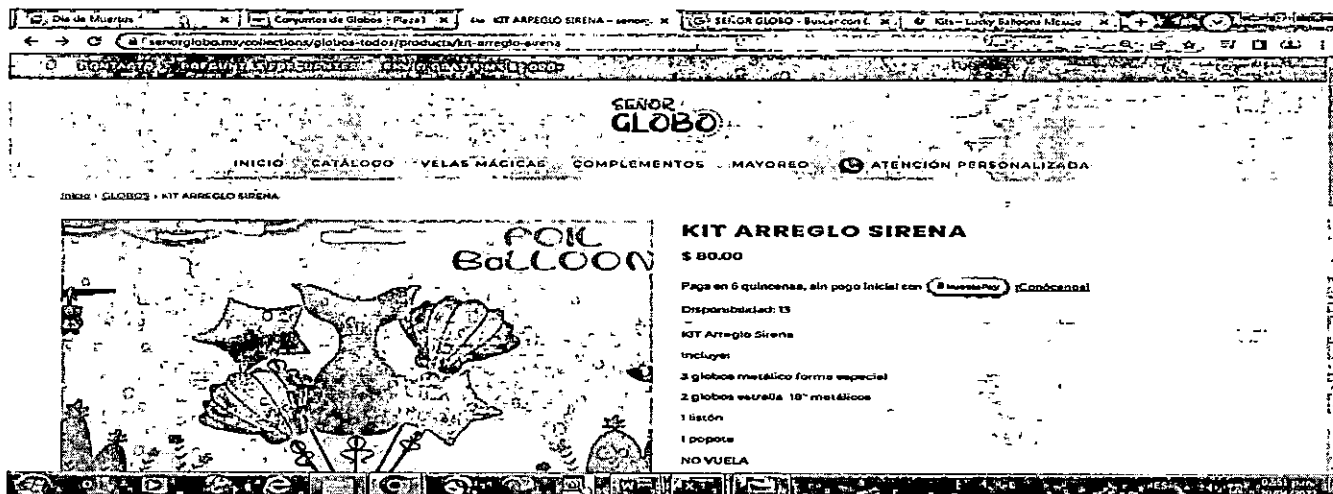 Dia de Muertos
Conjuntos de Globos - Plaza
KIT ARREGLO SIRENA – senorg
SEÑOR GLOBO - Buscar con
Kits – Lucky Balloons Mexico
senorglobo.mx/collections/globos-todos/products/kit-arreglo-sirena
SEÑOR
GLOBO
INICIO CATÁLOGO VELAS MÁGICAS COMPLEMENTOS MAYOREO ATENCIÓN PERSONALIZADA
Inicio › GLOBOS › KIT ARREGLO SIRENA
FOIL
BALLOON
KIT ARREGLO SIRENA
$ 80.00
Paga en 6 quincenas, sin pago inicial con ¡Conócenos!
Disponibilidad: 13
KIT Arreglo Sirena
Incluye:
3 globos metálico forma especial
2 globos estrella 18" metálicos
1 listón
1 popote
NO VUELA